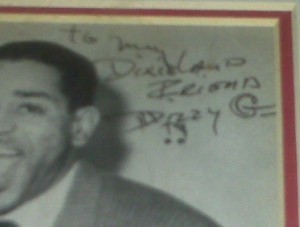 to my
Dixieland
Friend
Dizzy G